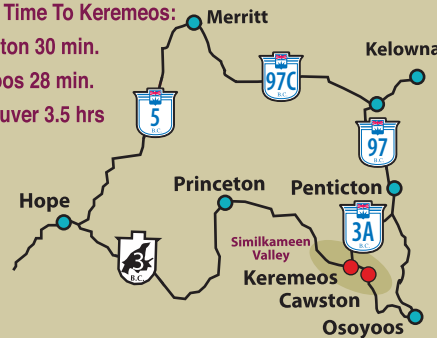 Time To Keremeos:
ton 30 min.
oos 28 min.
uver 3.5 hrs
Merritt
Kelowna
97C
B.C.
5
B.C.
97
B.C.
Hope
Princeton
Penticton
3A
B.C.
3
B.C.
Similkameen
Valley
Keremeos
Cawston
Osoyoos